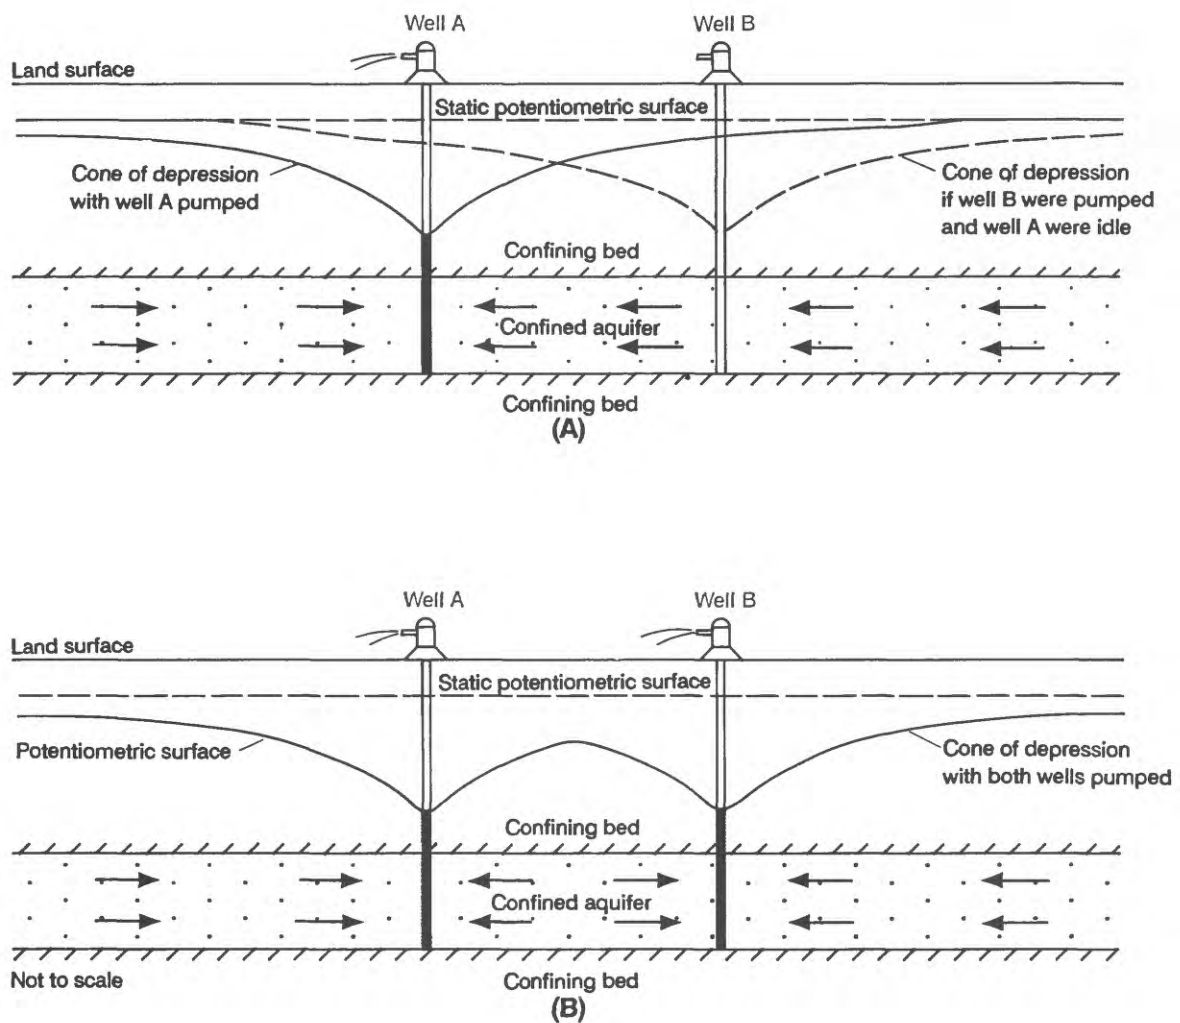 Well A
Well B
Land surface
Static potentiometric surface
Cone of depression
with well A pumped
Cone of depression
if well B were pumped
and well A were idle
Confining bed
Confined aquifer
Confining bed
(A)
Well A
Well B
Land surface
Static potentiometric surface
Potentiometric surface
Cone of depression
with both wells pumped
Confining bed
Confined aquifer
Not to scale
Confining bed
(B)